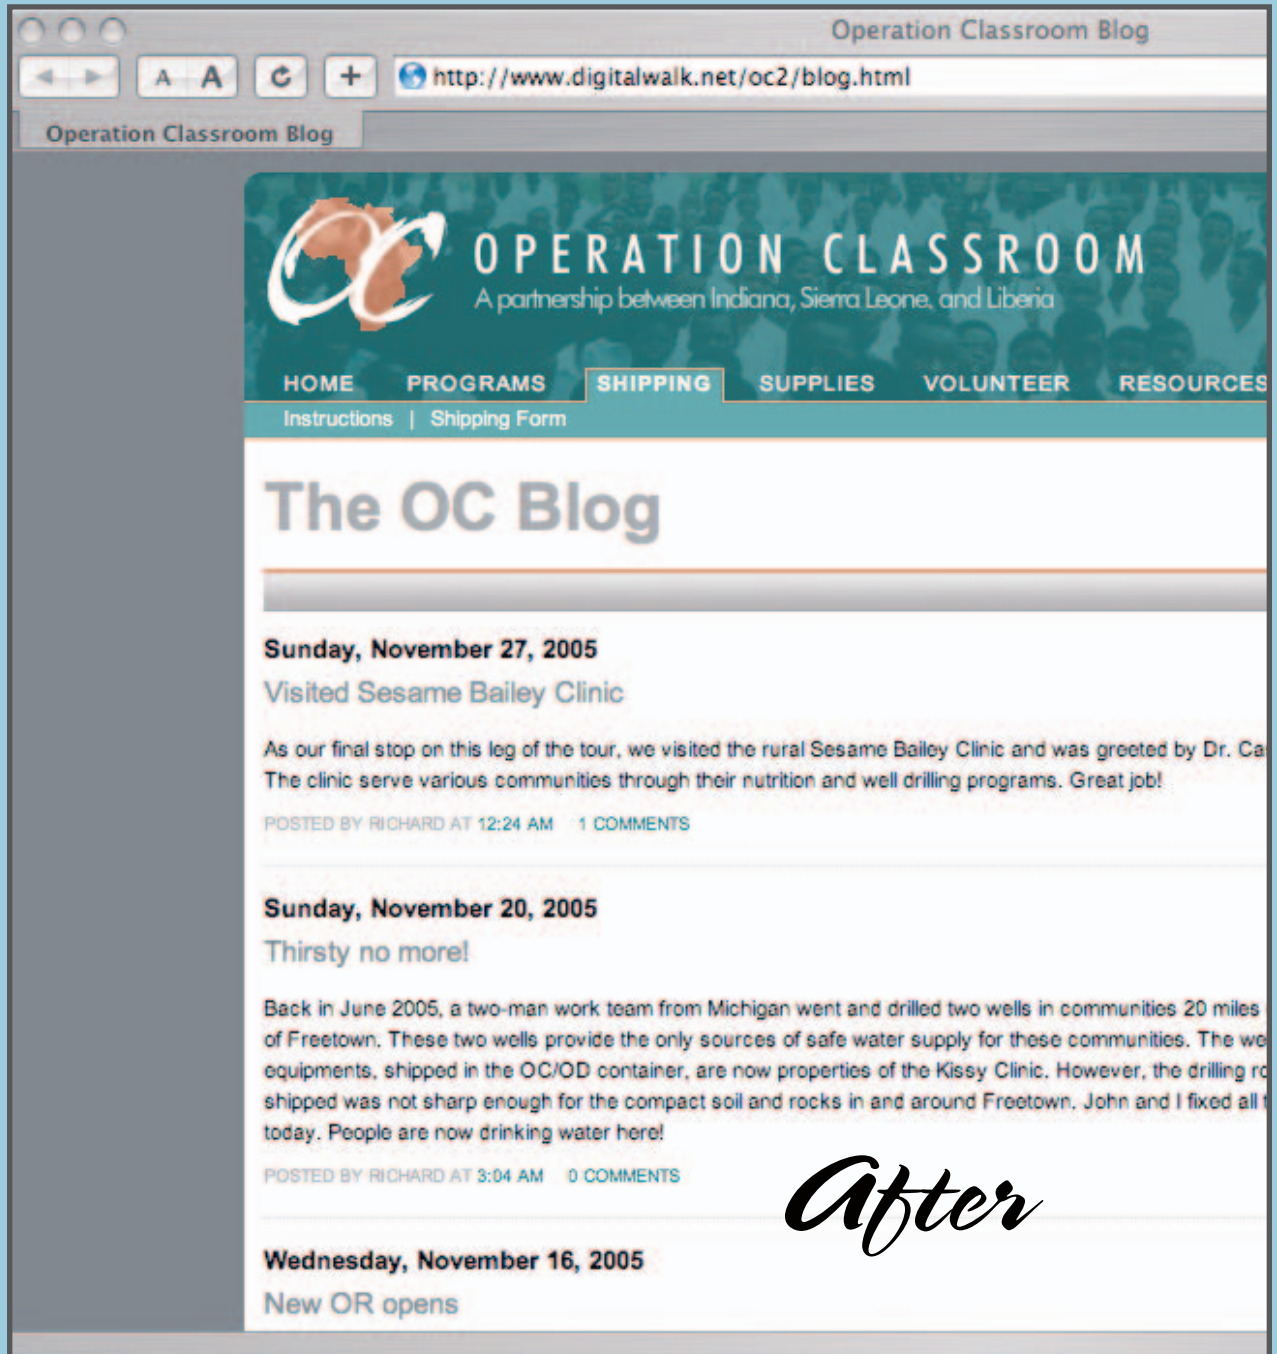 Operation Classroom Blog
A A http://www.digitalwalk.net/oc2/blog.html
Operation Classroom Blog
OC OPERATION CLASSROOM
A partnership between Indiana, Sierra Leone, and Liberia
HOME PROGRAMS SHIPPING SUPPLIES VOLUNTEER RESOURCES
Instructions | Shipping Form
The OC Blog
Sunday, November 27, 2005
Visited Sesame Bailey Clinic
As our final stop on this leg of the tour, we visited the rural Sesame Bailey Clinic and was greeted by Dr. Ca
The clinic serve various communities through their nutrition and well drilling programs. Great job!
POSTED BY RICHARD AT 12:24 AM 1 COMMENTS
Sunday, November 20, 2005
Thirsty no more!
Back in June 2005, a two-man work team from Michigan went and drilled two wells in communities 20 miles
of Freetown. These two wells provide the only sources of safe water supply for these communities. The we
equipments, shipped in the OC/OD container, are now properties of the Kissy Clinic. However, the drilling ro
shipped was not sharp enough for the compact soil and rocks in and around Freetown. John and I fixed all t
today. People are now drinking water here!
POSTED BY RICHARD AT 3:04 AM 0 COMMENTS
After
Wednesday, November 16, 2005
New OR opens